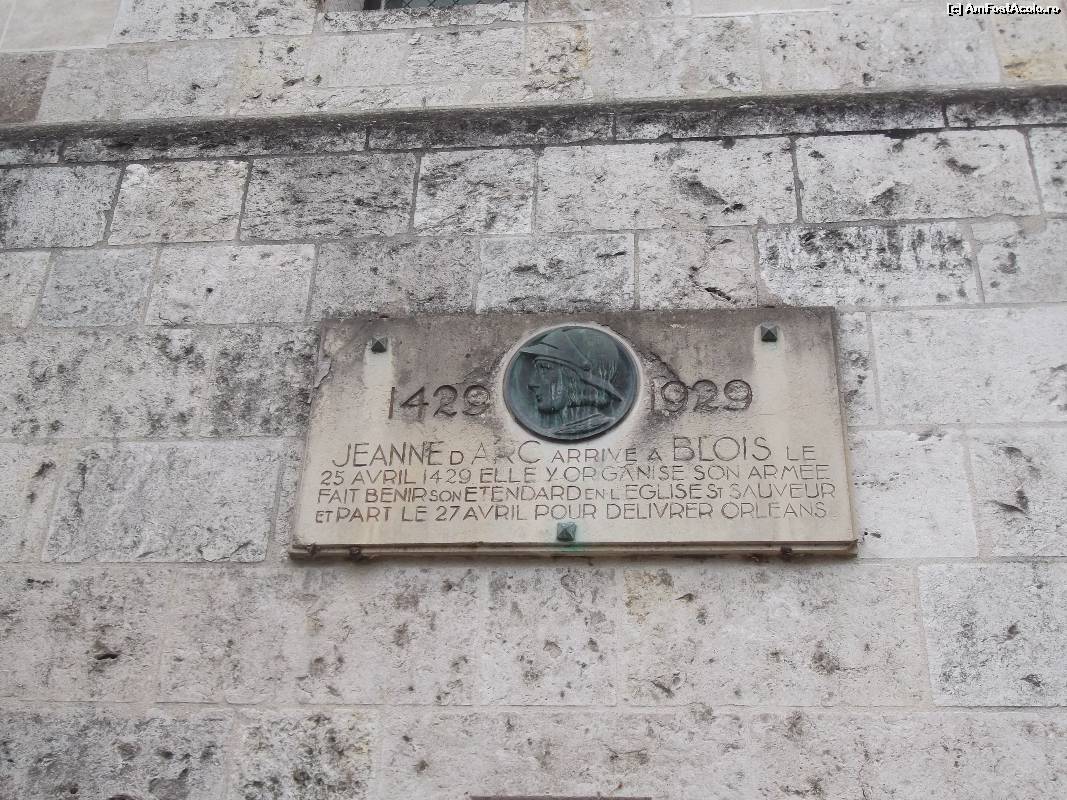 [c] AmFostAcolo.ro
1429 1929
JEANNE D ARC ARRIVE A BLOIS LE
25 AVRIL 1429 ELLE Y ORGANISE SON ARMÉE
FAIT BENIR SON ETENDARD EN L EGLISE ST SAUVEUR
ET PART LE 27 AVRIL POUR DELIVRER ORLEANS